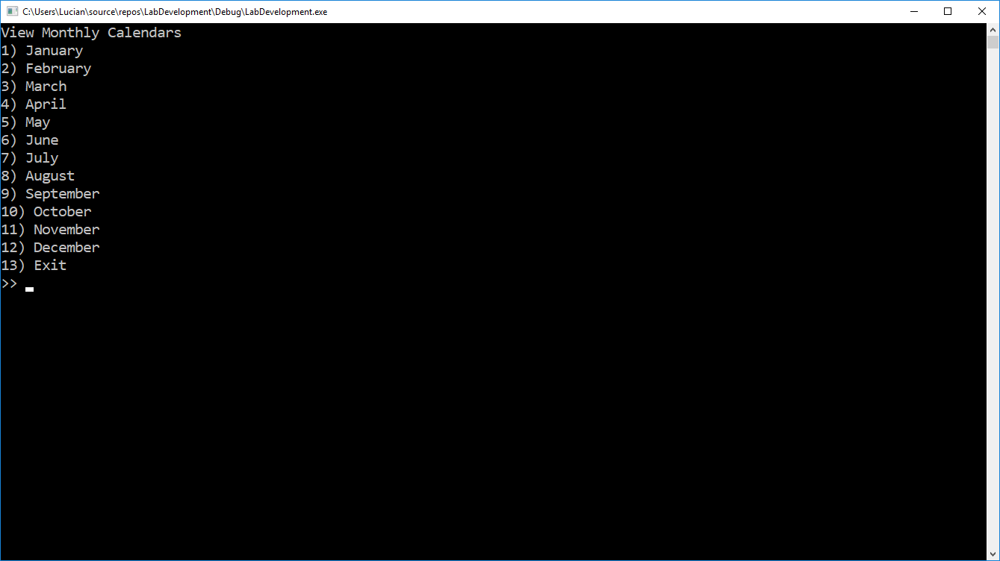 C:\Users\Lucian\source\repos\LabDevelopment\Debug\LabDevelopment.exe
View Monthly Calendars
1) January
2) February
3) March
4) April
5) May
6) June
7) July
8) August
9) September
10) October
11) November
12) December
13) Exit
>>